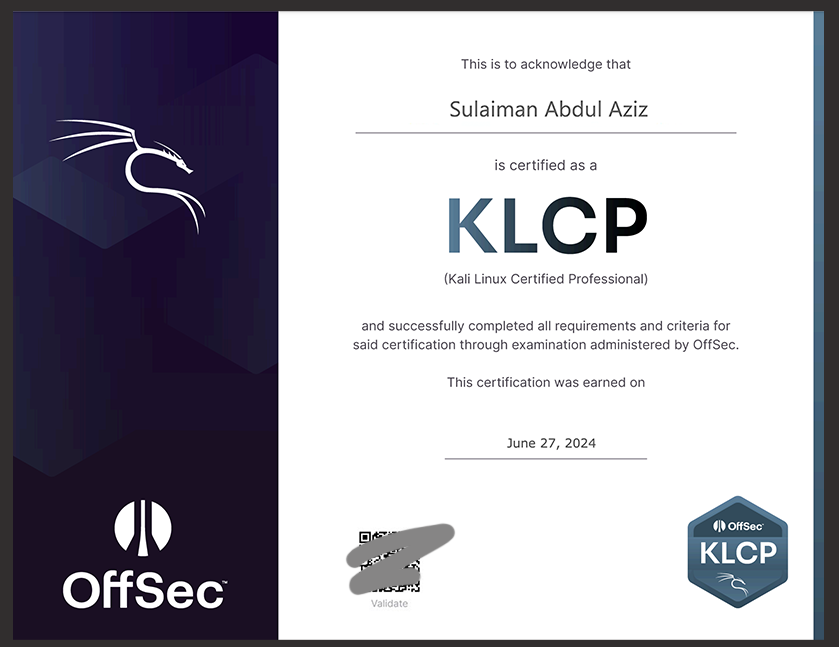 This is to acknowledge that
Sulaiman Abdul Aziz
is certified as a
KLCP
(Kali Linux Certified Professional)
and successfully completed all requirements and criteria for
said certification through examination administered by OffSec.
This certification was earned on
June 27, 2024
OffSec™
Validate
OffSec
KLCP